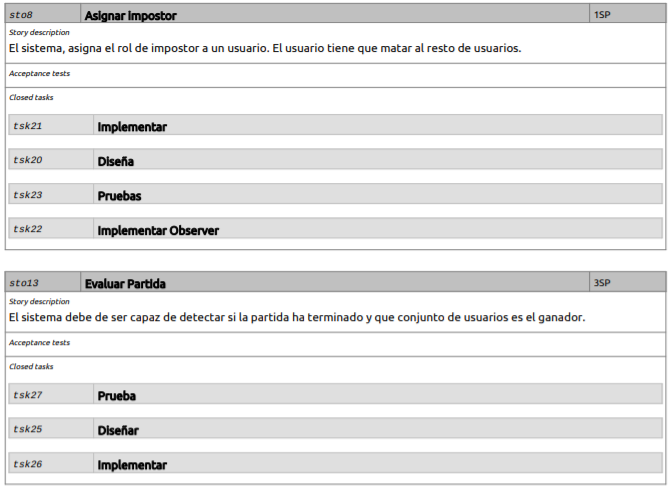 sto8 Asignar impostor 1SP
Story description
El sistema, asigna el rol de impostor a un usuario. El usuario tiene que matar al resto de usuarios.
Acceptance tests
Closed tasks
tsk21 Implementar
tsk20 Diseña
tsk23 Pruebas
tsk22 Implementar Observer
sto13 Evaluar Partida 3SP
Story description
El sistema debe de ser capaz de detectar si la partida ha terminado y que conjunto de usuarios es el ganador.
Acceptance tests
Closed tasks
tsk27 Prueba
tsk25 Diseñar
tsk26 Implementar